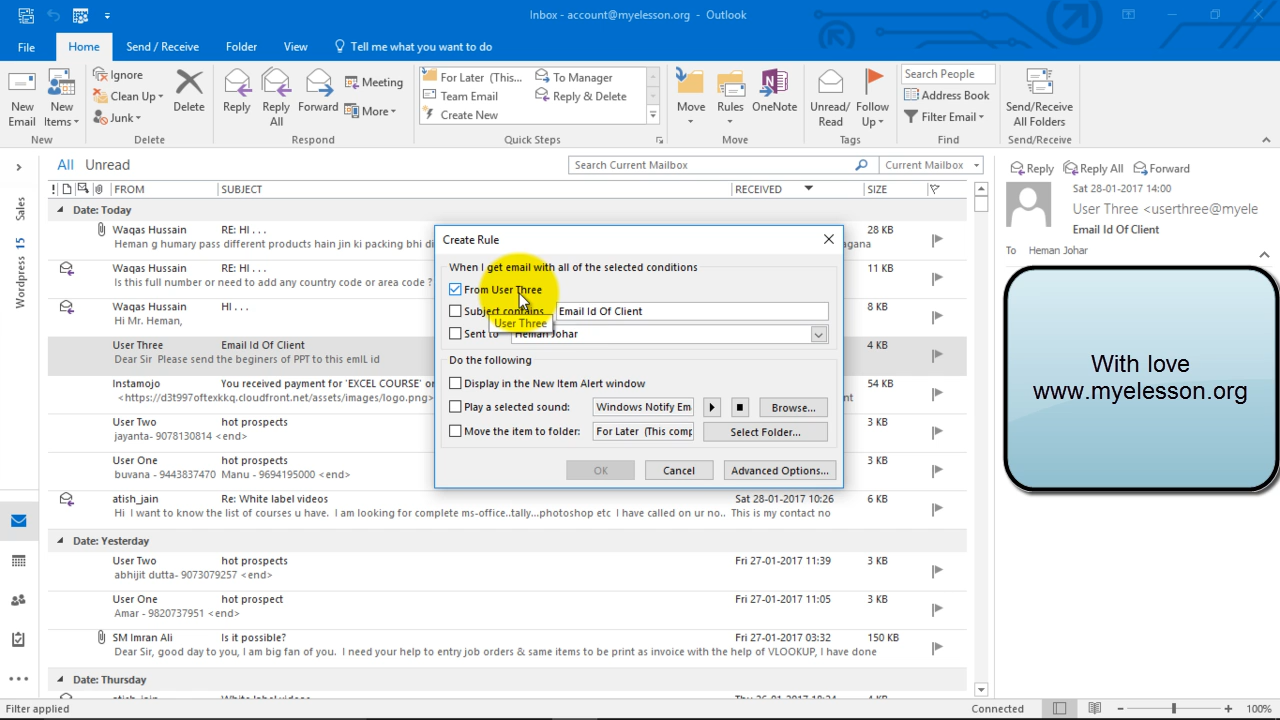 Inbox - account@myelesson.org - Outlook
File Home Send / Receive Folder View Tell me what you want to do
New Email
New Items
New
Ignore
Clean Up
Junk
Delete
Delete
Reply
Reply All
Forward
Meeting
More
Respond
For Later (This... To Manager
Team Email Reply & Delete
Create New
Quick Steps
Move
Rules
OneNote
Move
Unread/ Read
Follow Up
Tags
Search People
Address Book
Filter Email
Find
Send/Receive All Folders
Send/Receive
All Unread
Search Current Mailbox Current Mailbox
FROM SUBJECT RECEIVED SIZE
Sales
Wordpress 15
Date: Today
Waqas Hussain RE: HI . . . 28 KB
Heman g humary pass different products hain jin ki packing bhi di
Waqas Hussain RE: HI . . . 11 KB
Is this full number or need to add any country code or area code ?
Waqas Hussain HI . . . 8 KB
Hi Mr. Heman,
User Three Email Id Of Client 4 KB
Dear Sir Please send the beginers of PPT to this emIL id
Instamojo You received payment for 'EXCEL COURSE' or 54 KB
<https://d3t997oftexkkq.cloudfront.net/assets/images/logo.png>
User Two hot prospects 3 KB
jayanta- 9078130814 <end>
User One hot prospects 3 KB
buvana - 9443837470 Manu - 9694195000 <end>
atish_jain Re: White label videos Sat 28-01-2017 10:26 6 KB
Hi I want to know the list of courses u have. I am looking for complete ms-office..tally...photoshop etc I have called on ur no.. This is my contact no
Date: Yesterday
User Two hot prospects Fri 27-01-2017 11:39 3 KB
abhijit dutta- 9073079257 <end>
User One hot prospect Fri 27-01-2017 11:05 3 KB
Amar - 9820737951 <end>
SM Imran Ali Is it possible? Fri 27-01-2017 03:32 150 KB
Dear Sir, good day to you, I am big fan of you. I need your help to entry job orders & same items to be print as invoice with the help of VLOOKUP, I have done
Date: Thursday
Create Rule
When I get email with all of the selected conditions
From User Three
Subject contains Email Id Of Client
User Three
Sent to Heman Johar
Do the following
Display in the New Item Alert window
Play a selected sound: Windows Notify Em Browse...
Move the item to folder: For Later (This comp Select Folder...
OK Cancel Advanced Options...
Reply Reply All Forward
Sat 28-01-2017 14:00
User Three <userthree@myele
Email Id Of Client
To Heman Johar
With love
www.myelesson.org
Filter applied Connected 100%